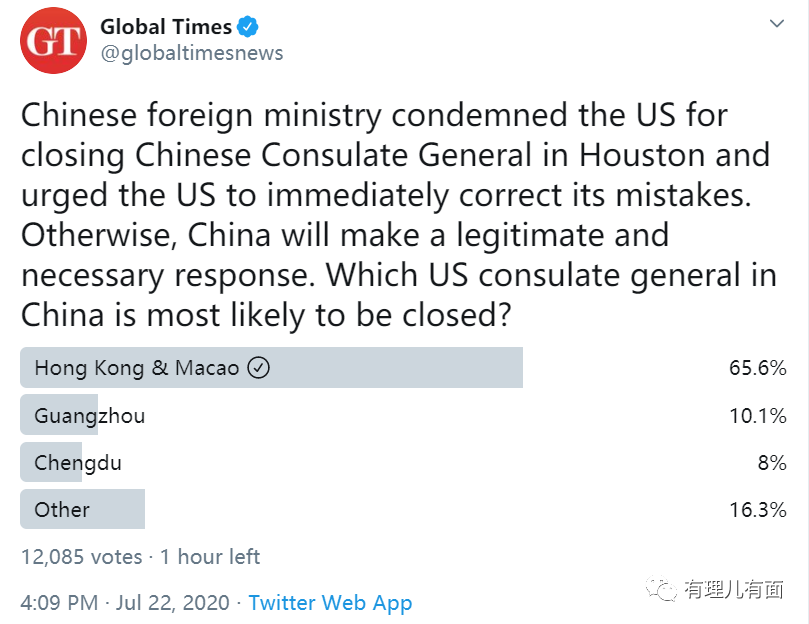 GT
Global Times
@globaltimesnews
Chinese foreign ministry condemned the US for
closing Chinese Consulate General in Houston and
urged the US to immediately correct its mistakes.
Otherwise, China will make a legitimate and
necessary response. Which US consulate general in
China is most likely to be closed?
Hong Kong & Macao 65.6%
Guangzhou 10.1%
Chengdu 8%
Other 16.3%
12,085 votes · 1 hour left
有理儿有面
4:09 PM · Jul 22, 2020 · Twitter Web App